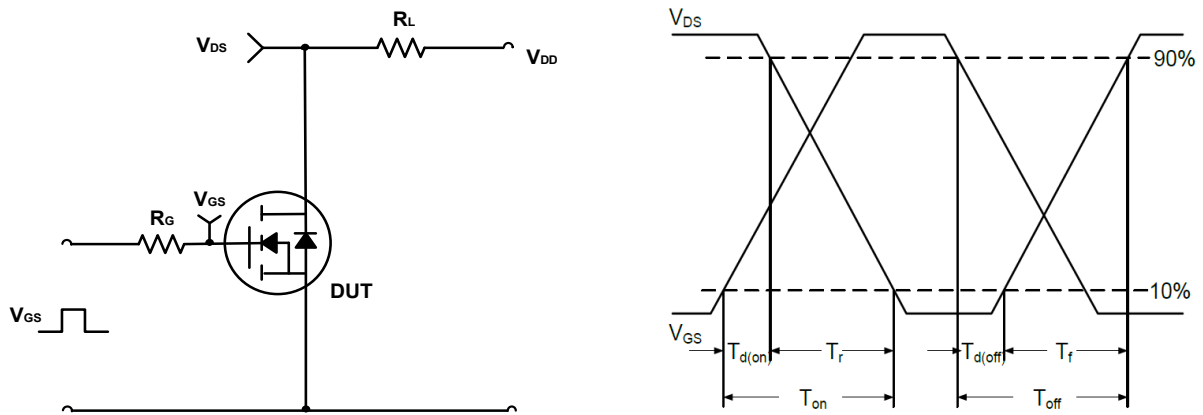 RL
VDS
VDD
VGS
RG
DUT
VGS
VDS
90%
10%
VGS
Td(on)
Tr
Td(off)
Tf
Ton
Toff